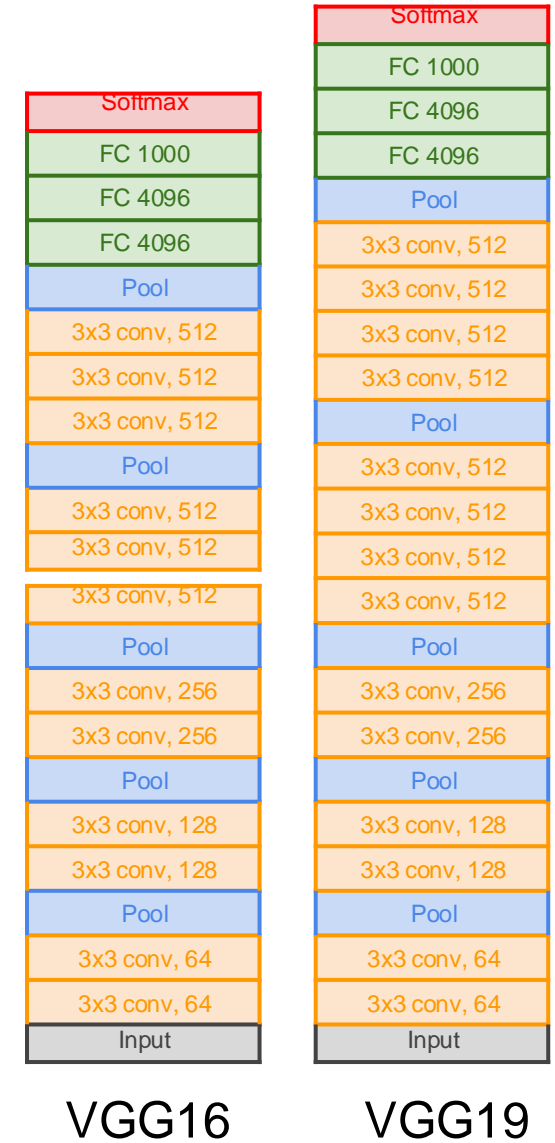 Softmax
FC 1000
FC 4096
FC 4096
Pool
3x3 conv, 512
3x3 conv, 512
3x3 conv, 512
Pool
3x3 conv, 512
3x3 conv, 512
3x3 conv, 512
Pool
3x3 conv, 256
3x3 conv, 256
Pool
3x3 conv, 128
3x3 conv, 128
Pool
3x3 conv, 64
3x3 conv, 64
Input
VGG16
Softmax
FC 1000
FC 4096
FC 4096
Pool
3x3 conv, 512
3x3 conv, 512
3x3 conv, 512
3x3 conv, 512
Pool
3x3 conv, 512
3x3 conv, 512
3x3 conv, 512
3x3 conv, 512
Pool
3x3 conv, 256
3x3 conv, 256
Pool
3x3 conv, 128
3x3 conv, 128
Pool
3x3 conv, 64
3x3 conv, 64
Input
VGG19